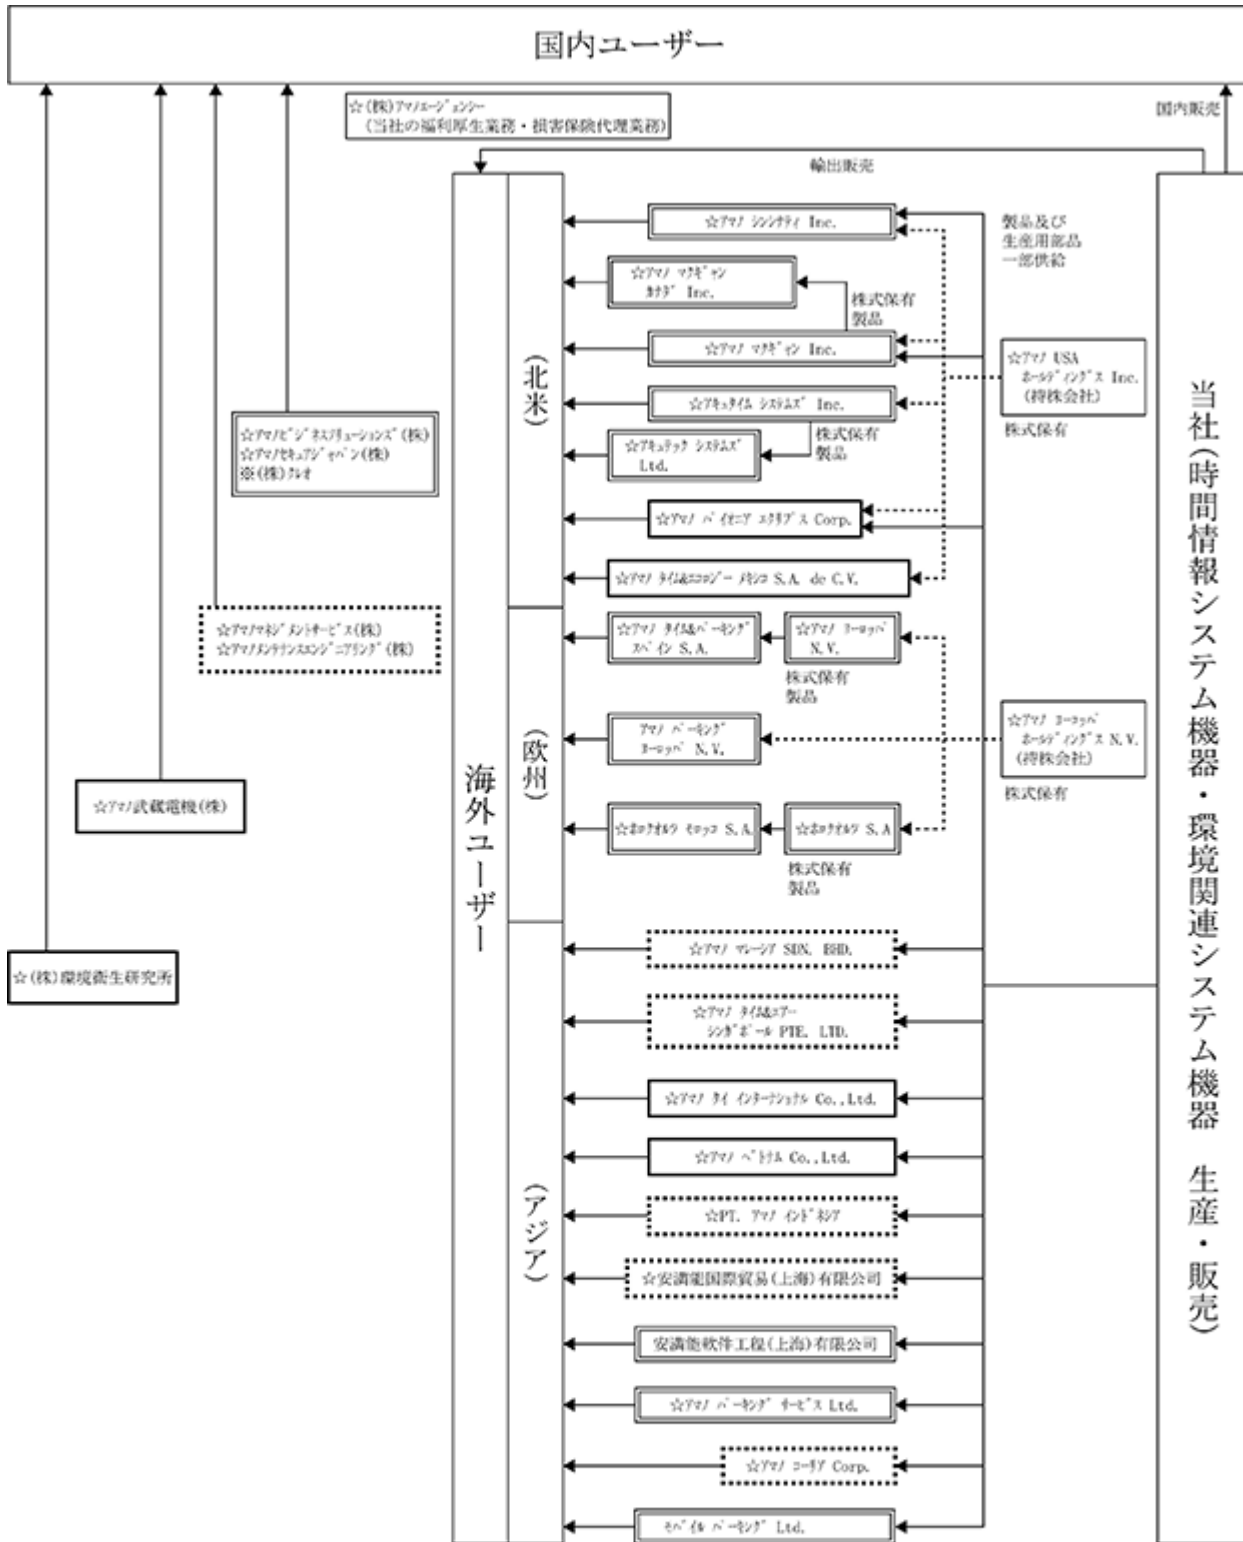 国内ユーザー
☆(株)ｱﾏﾉｴｰｼﾞｪﾝｼｰ
(当社の福利厚生業務・損害保険代理業務)
国内販売
輸出販売
☆ｱﾏﾉ ｼﾝｼﾅﾃｨ Inc.
製品及び
生産用部品
一部供給
☆ｱﾏﾉ ﾏｸｷﾞｬﾝ
ｶﾅﾀﾞ Inc.
株式保有
製品
☆ｱﾏﾉ ﾏｸｷﾞｬﾝ Inc.
☆ｱﾏﾉ USA
ﾎｰﾙﾃﾞｨﾝｸﾞｽ Inc.
(持株会社)
株式保有
(北米)
☆ｱｷｭﾀｲﾑ ｼｽﾃﾑｽﾞ Inc.
株式保有
製品
☆ｱｷｭﾃｯｸ ｼｽﾃﾑｽﾞ
Ltd.
☆ｱﾏﾉﾋﾞｼﾞﾈｽｿﾘｭｰｼｮﾝｽﾞ(株)
☆ｱﾏﾉｾｷｭｱｼﾞｬﾊﾟﾝ(株)
※(株)ｸﾚｵ
☆ｱﾏﾉ ﾊﾟｲｵﾆｱ ｴｸﾘﾌﾟｽ Corp.
☆ｱﾏﾉ ﾀｲﾑ&ｴｺﾛｼﾞｰ ﾒｷｼｺ S.A. de C.V.
☆ｱﾏﾉﾏﾈｼﾞﾒﾝﾄｻｰﾋﾞｽ(株)
☆ｱﾏﾉﾒﾝﾃﾅﾝｽｴﾝｼﾞﾆｱﾘﾝｸﾞ(株)
☆ｱﾏﾉ ﾀｲﾑ&ﾊﾟｰｷﾝｸﾞ
ｽﾍﾟｲﾝ S.A.
☆ｱﾏﾉ ﾖｰﾛｯﾊﾟ
N.V.
株式保有
製品
(欧州)
ｱﾏﾉ ﾊﾟｰｷﾝｸﾞ
ﾖｰﾛｯﾊﾟ N.V.
☆ｱﾏﾉ ﾖｰﾛｯﾊﾟ
ﾎｰﾙﾃﾞｨﾝｸﾞｽ N.V.
(持株会社)
株式保有
☆ｱﾏﾉ武蔵電機(株)
☆ﾎﾛｸｵﾙﾂ ﾓﾛｯｺ S.A.
☆ﾎﾛｸｵﾙﾂ S.A
株式保有
製品
海外ユーザー
☆(株)環境衛生研究所
☆ｱﾏﾉ ﾏﾚｰｼｱ SDN. BHD.
☆ｱﾏﾉ ﾀｲﾑ&ｴｱｰ
ｼﾝｶﾞﾎﾟｰﾙ PTE. LTD.
☆ｱﾏﾉ ﾀｲ ｲﾝﾀｰﾅｼｮﾅﾙ Co.,Ltd.
☆ｱﾏﾉ ﾍﾞﾄﾅﾑ Co.,Ltd.
(アジア)
☆PT. ｱﾏﾉ ｲﾝﾄﾞﾈｼｱ
☆安満能国際貿易(上海)有限公司
安満能軟件工程(上海)有限公司
☆ｱﾏﾉ ﾊﾟｰｷﾝｸﾞ ｻｰﾋﾞｽ Ltd.
☆ｱﾏﾉ ｺｰﾘｱ Corp.
ﾓﾊﾞｲﾙ ﾊﾟｰｷﾝｸﾞ Ltd.
当社(時間情報システム機器・環境関連システム機器 生産・販売)